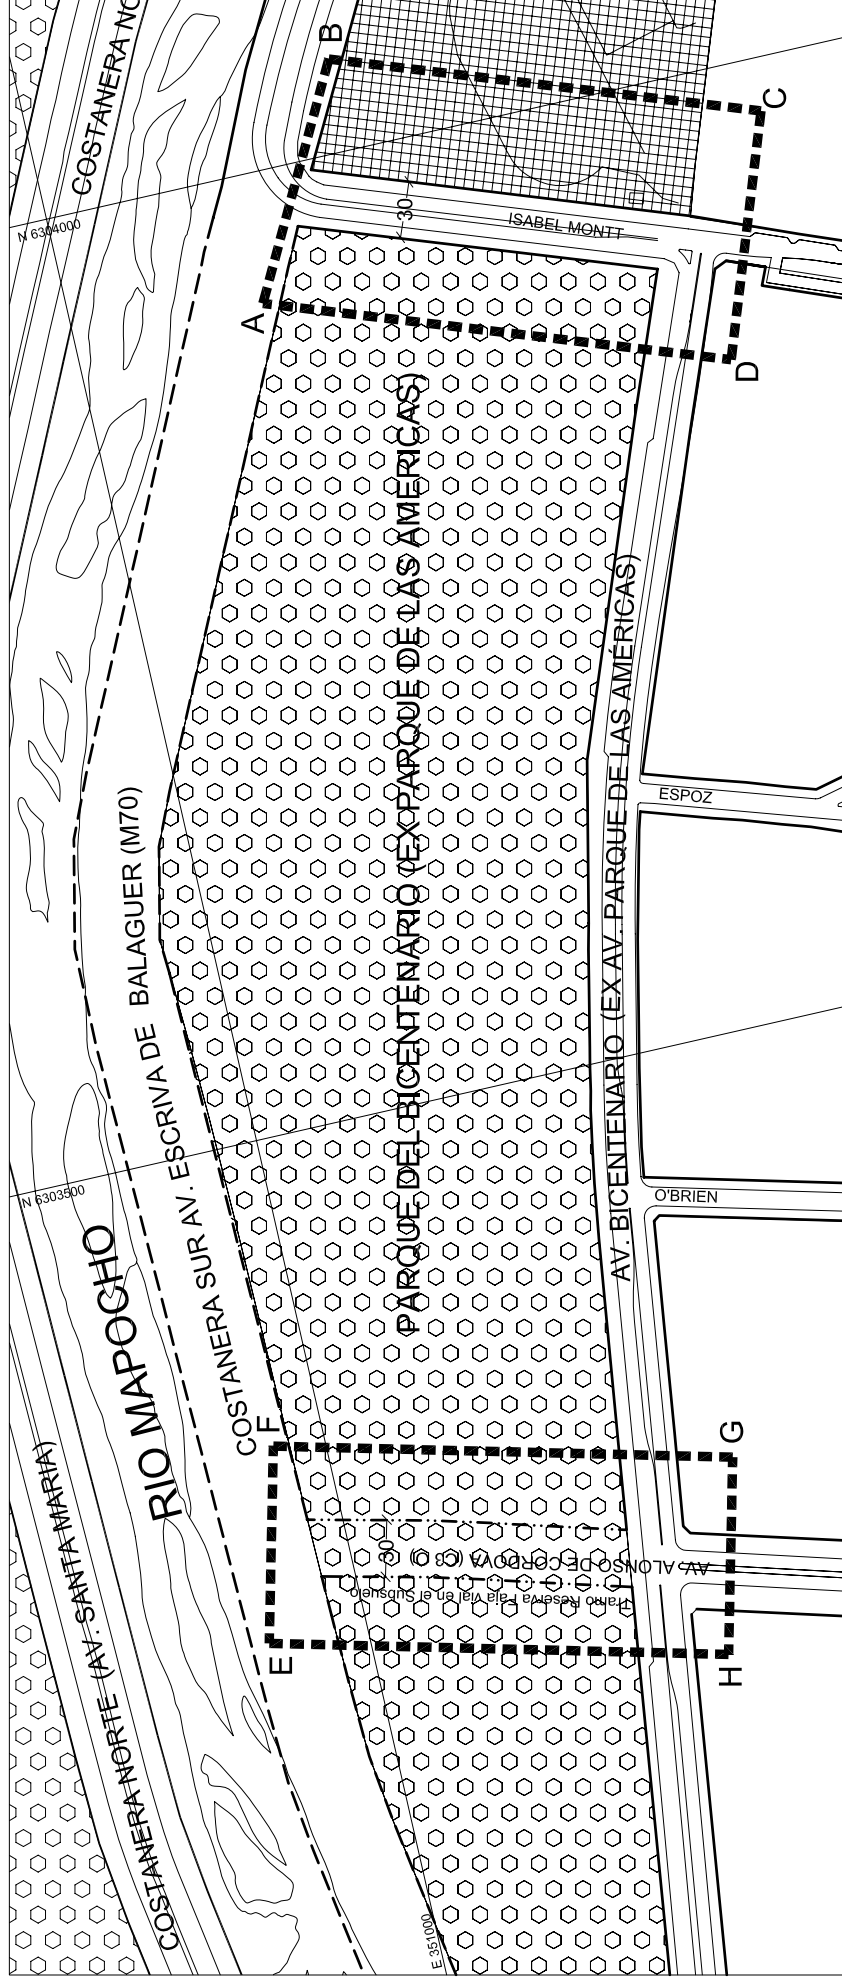 COSTANERA NO
N 6304000
B
C
A
D
30
ISABEL MONTT
PARQUE DEL BICENTENARIO (EX PARQUE DE LAS AMERICAS)
AV. BICENTENARIO (EX AV. PARQUE DE LAS AMÉRICAS)
ESPOZ
COSTANERA SUR AV. ESCRIVA DE BALAGUER (M70)
N 6303500
O'BRIEN
RIO MAPOCHO
COSTANERA NORTE (AV. SANTA MARIA)
F
G
30
AV. ALONSO DE CORDOVA (C3 C)
Tramo Reserva Faja Vial en el Subsuelo
E
H
E 351000